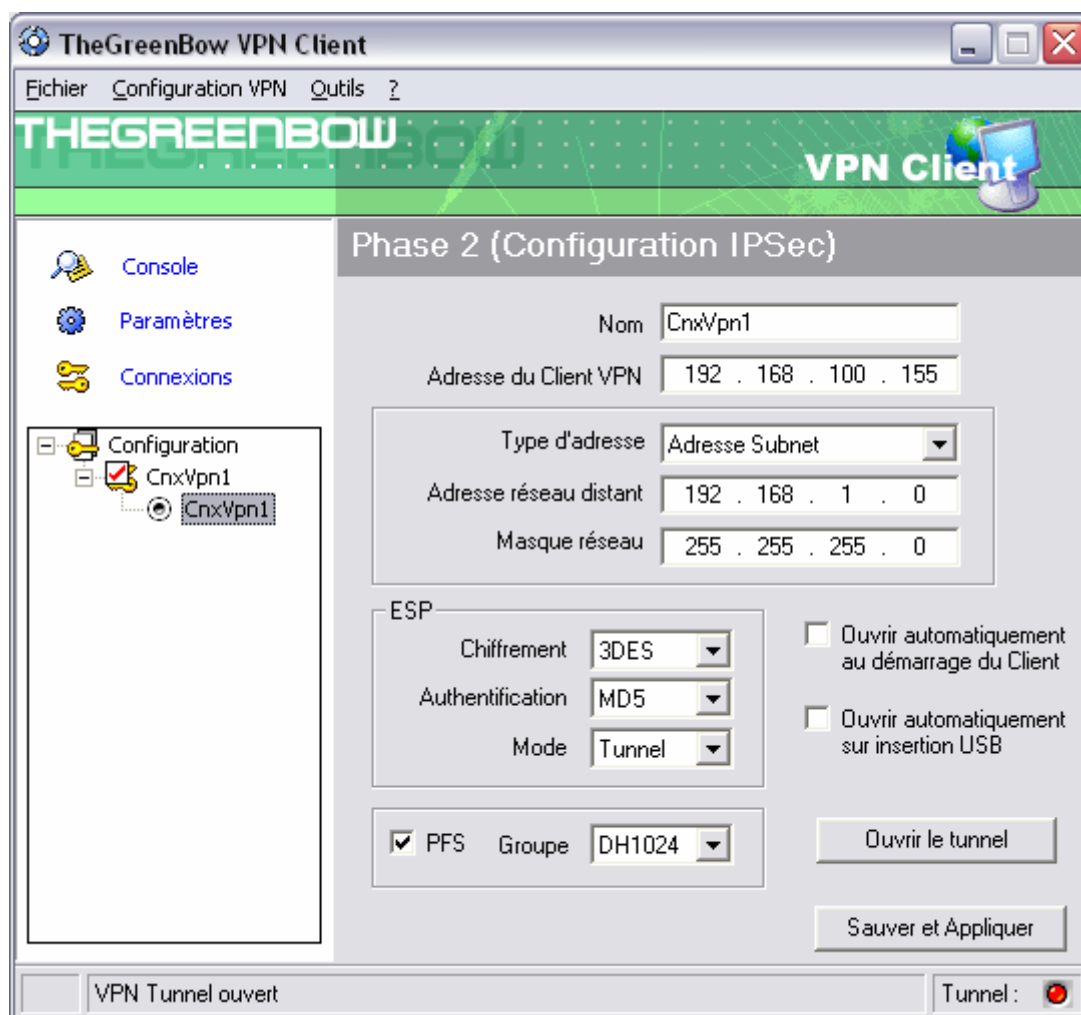 TheGreenBow VPN Client
Fichier Configuration VPN Outils ?
THEGREENBOW
VPN Client
Console
Paramètres
Connexions
Configuration
CnxVpn1
CnxVpn1
Phase 2 (Configuration IPSec)
Nom CnxVpn1
Adresse du Client VPN 192 . 168 . 100 . 155
Type d'adresse Adresse Subnet
Adresse réseau distant 192 . 168 . 1 . 0
Masque réseau 255 . 255 . 255 . 0
ESP
Chiffrement 3DES
Authentification MD5
Mode Tunnel
Ouvrir automatiquement
au démarrage du Client
Ouvrir automatiquement
sur insertion USB
PFS Groupe DH1024
Ouvrir le tunnel
Sauver et Appliquer
VPN Tunnel ouvert
Tunnel :